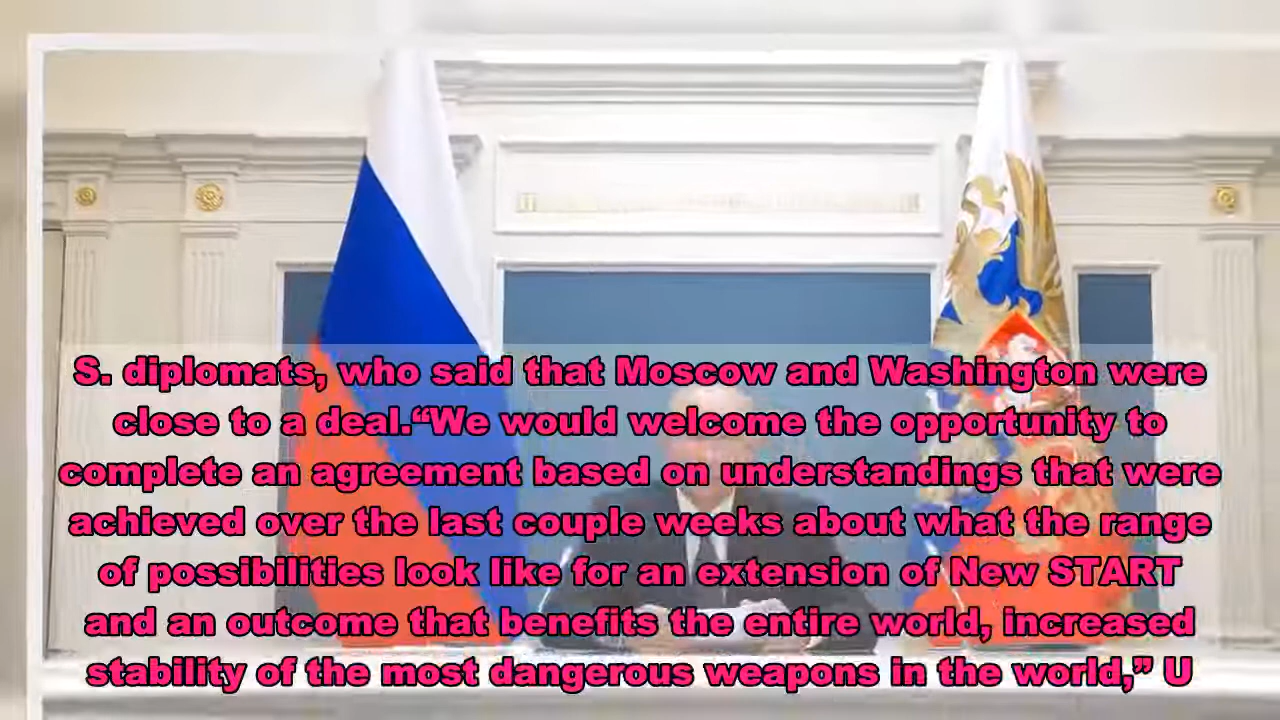 S. diplomats, who said that Moscow and Washington were
close to a deal.“We would welcome the opportunity to
complete an agreement based on understandings that were
achieved over the last couple weeks about what the range
of possibilities look like for an extension of New START
and an outcome that benefits the entire world, increased
stability of the most dangerous weapons in the world,” U